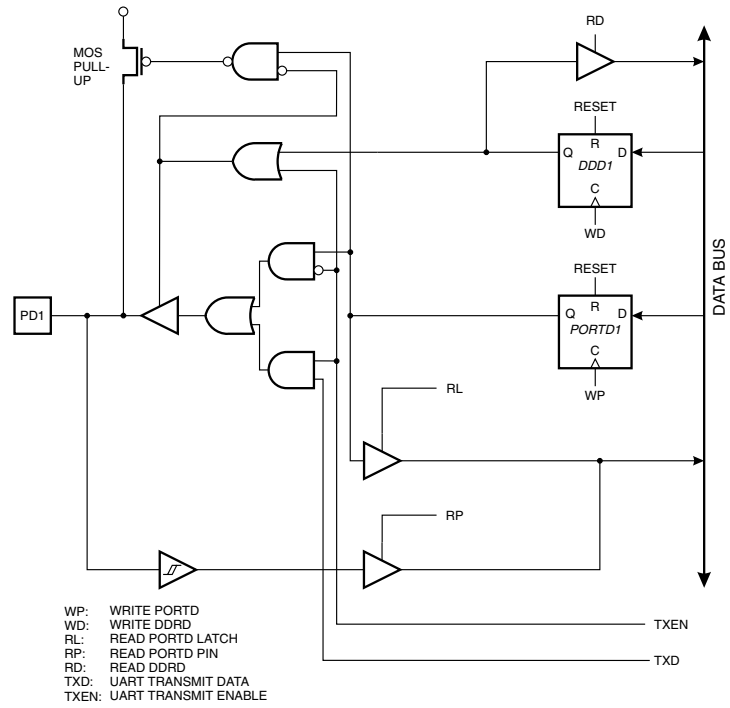 RD
MOS
PULL-
UP
RESET
R
Q
D
DDD1
C
WD
DATA BUS
RESET
R
Q
D
PORTD1
C
WP
PD1
RL
RP
WP: WRITE PORTD
WD: WRITE DDRD
RL: READ PORTD LATCH
RP: READ PORTD PIN
RD: READ DDRD
TXD: UART TRANSMIT DATA
TXEN: UART TRANSMIT ENABLE
TXEN
TXD